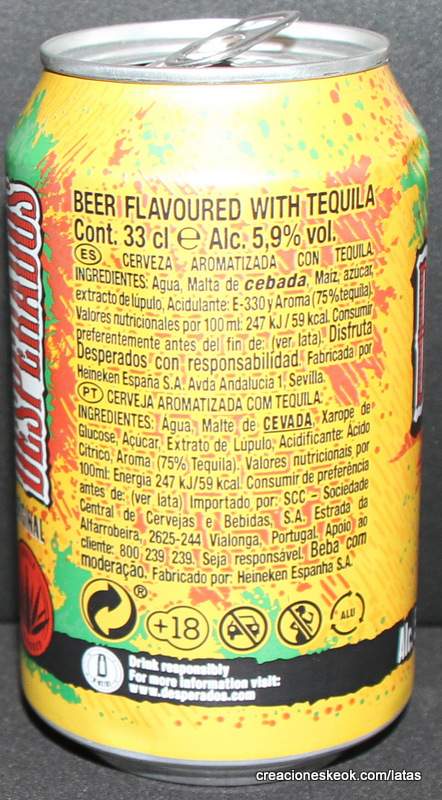 BEER FLAVOURED WITH TEQUILA
Cont. 33 cl ℮ Alc. 5,9% vol.
ES CERVEZA AROMATIZADA CON TEQUILA.
INGREDIENTES: Agua, Malta de cebada, Maíz, azúcar,
extracto de lúpulo, Acidulante: E-330 y Aroma (75% tequila).
Valores nutricionales por 100 ml: 247 KJ / 59 kcal. Consumir
preferentemente antes del fin de: (ver lata). Disfruta
Desperados con responsabilidad. Fabricada por
Heineken España S.A. Avda Andalucía 1, Sevilla.
PT CERVEJA AROMATIZADA COM TEQUILA.
INGREDIENTES: Água, Malte de CEVADA, Xarope de
Glucose, Açúcar, Extrato de Lúpulo, Acidificante: Ácido
Cítrico, Aroma (75% Tequila). Valores nutricionais por
100ml: Energia 247 kJ/59 kcal. Consumir de preferência
antes de: (ver lata) Importado por: SCC – Sociedade
Central de Cervejas e Bebidas, S.A. Estrada da
Alfarrobeira, 2625-244 Vialonga, Portugal. Apoio ao
cliente: 800 239 239. Seja responsável. Beba com
moderação. Fabricado por: Heineken Espanha S.A.
®
+18
ALU
Drink responsibly
For more information visit:
www.desperados.com
DESPERADOS
Alc.
creacioneskeok.com/latas